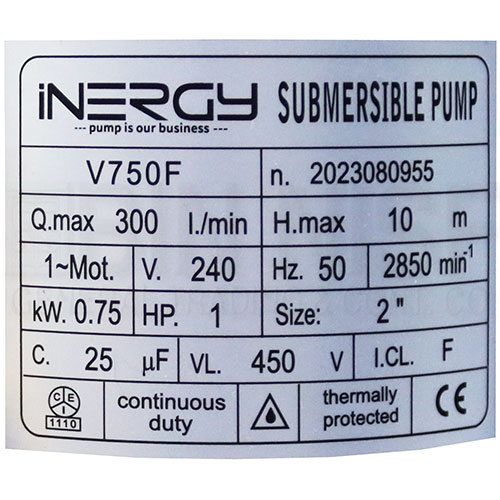 iNERGY SUBMERSIBLE PUMP
--- pump is our business ---
V750F n. 2023080955
Q.max 300 l./min H.max 10 m
1~Mot. V. 240 Hz. 50 2850 min⁻¹
kW. 0.75 HP. 1 Size: 2 "
C. 25 µF VL. 450 V I.CL. F
CEI 1110 continuous duty thermally protected CE